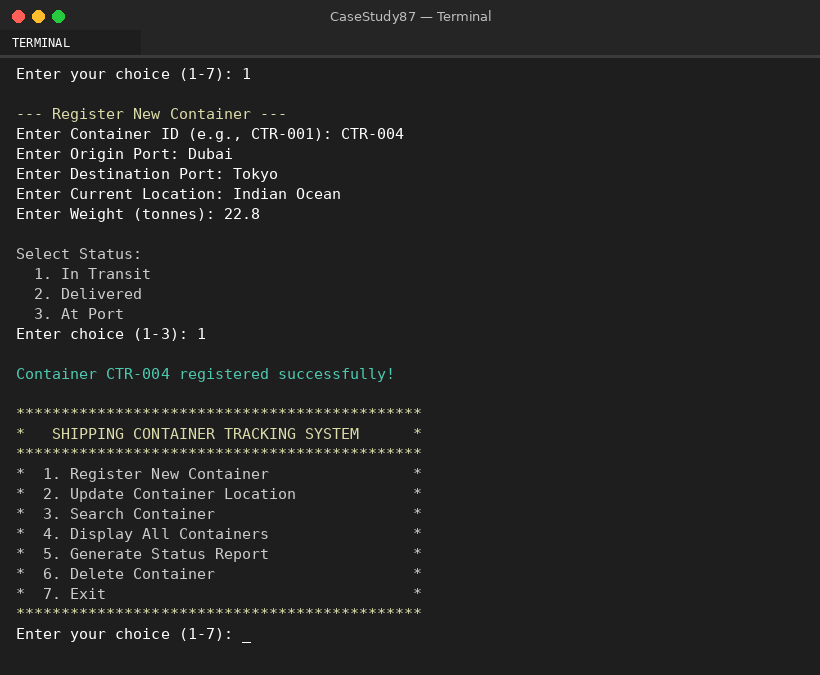 CaseStudy87 — Terminal
TERMINAL
Enter your choice (1-7): 1
--- Register New Container ---
Enter Container ID (e.g., CTR-001): CTR-004
Enter Origin Port: Dubai
Enter Destination Port: Tokyo
Enter Current Location: Indian Ocean
Enter Weight (tonnes): 22.8
Select Status:
  1. In Transit
  2. Delivered
  3. At Port
Enter choice (1-3): 1
Container CTR-004 registered successfully!
*********************************************
*   SHIPPING CONTAINER TRACKING SYSTEM      *
*********************************************
*  1. Register New Container                *
*  2. Update Container Location             *
*  3. Search Container                      *
*  4. Display All Containers                *
*  5. Generate Status Report                *
*  6. Delete Container                      *
*  7. Exit                                  *
*********************************************
Enter your choice (1-7): _